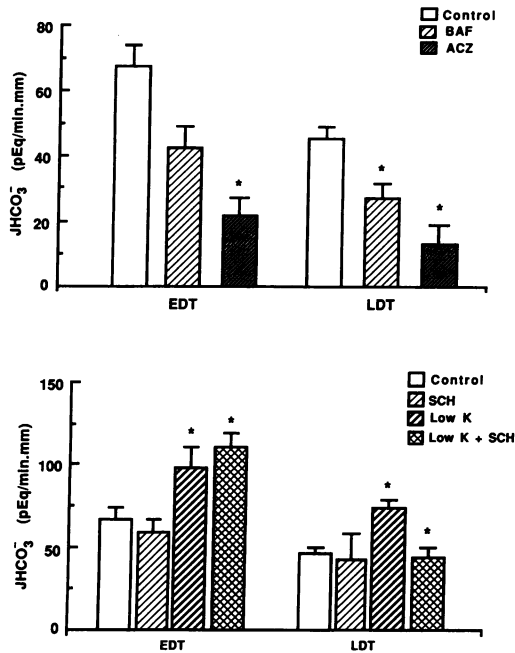 Control
BAF
ACZ
80
60
40
20
0
JHCO3⁻ (pEq/min.mm)
*
*
*
EDT
LDT
Control
SCH
Low K
Low K + SCH
150
100
50
0
JHCO3⁻ (pEq/min.mm)
*
*
*
*
EDT
LDT